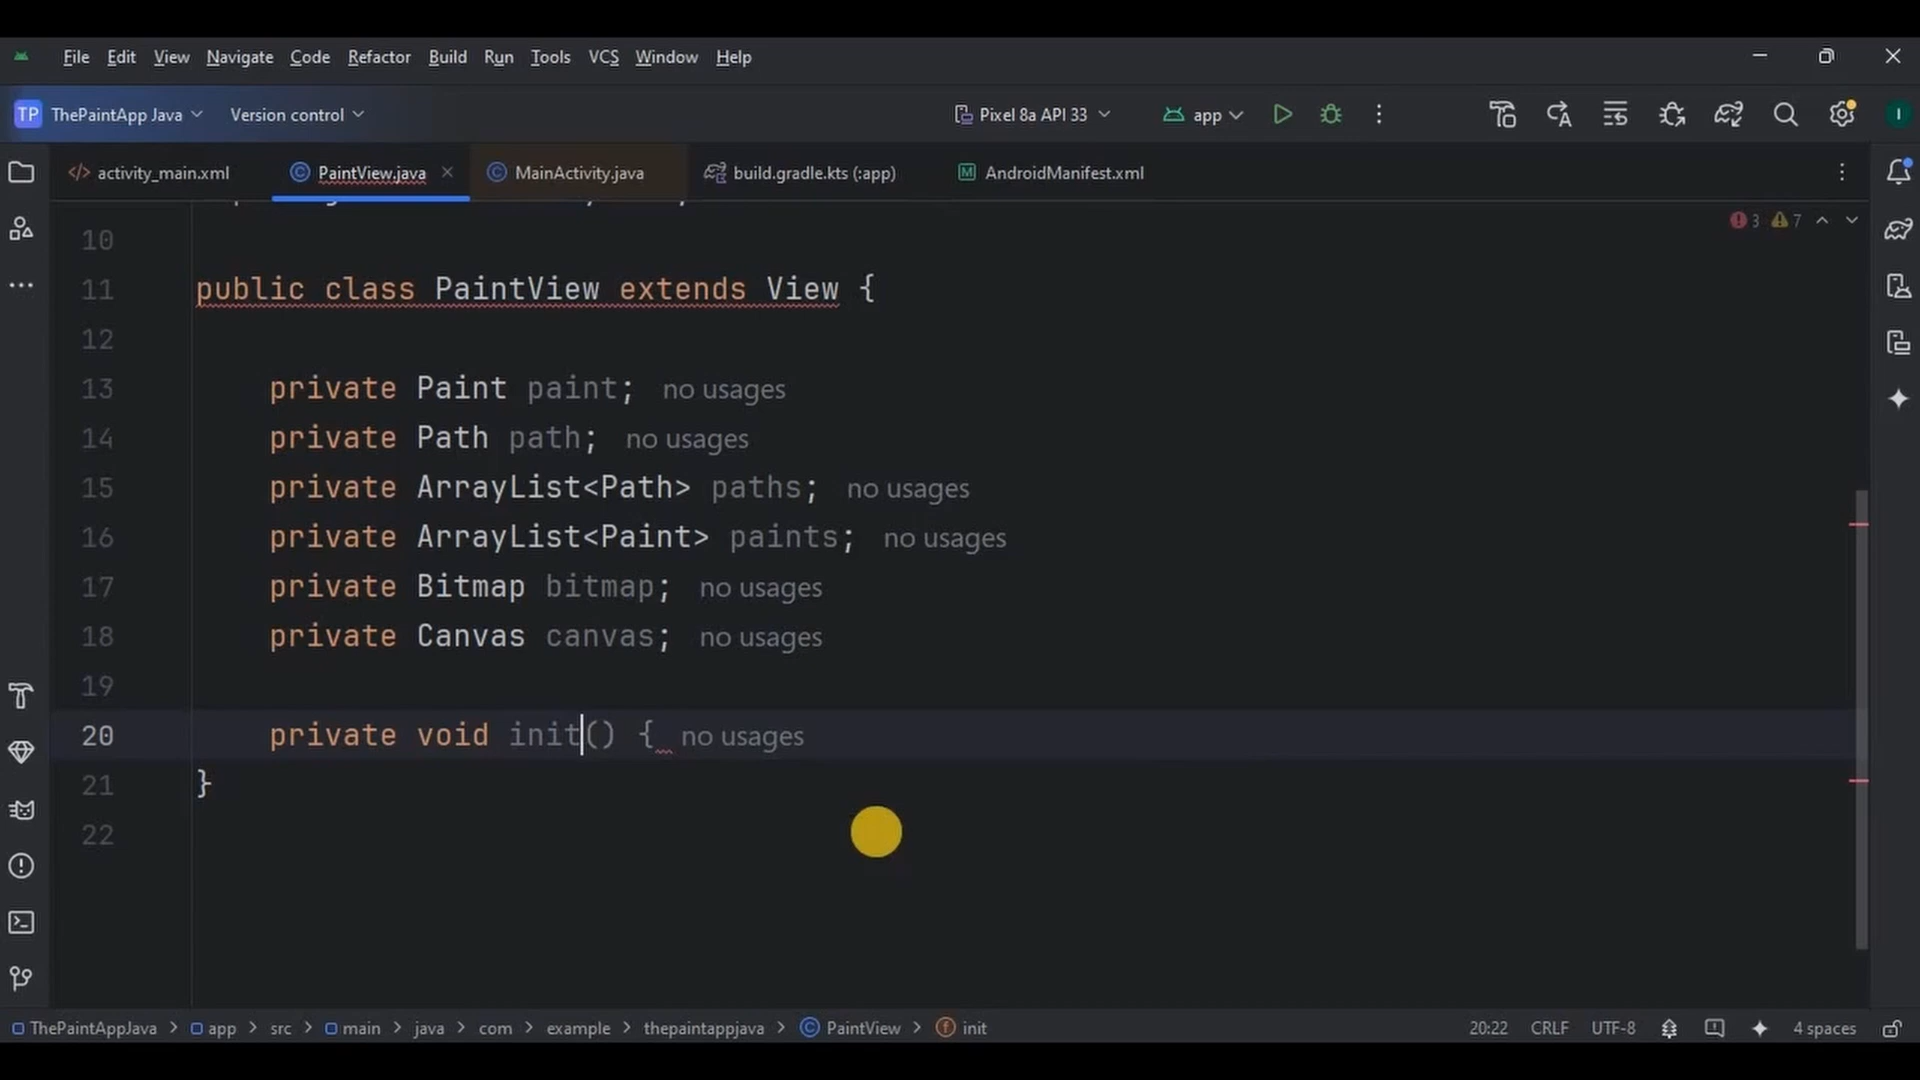 File Edit View Navigate Code Refactor Build Run Tools VCS Window Help
TP ThePaintApp Java Version control Pixel 8a API 33 app I
activity_main.xml PaintView.java MainActivity.java build.gradle.kts (:app) AndroidManifest.xml
3 7
10
11 public class PaintView extends View {
12
13 private Paint paint; no usages
14 private Path path; no usages
15 private ArrayList<Path> paths; no usages
16 private ArrayList<Paint> paints; no usages
17 private Bitmap bitmap; no usages
18 private Canvas canvas; no usages
19
20 private void init() { no usages
21 }
22
ThePaintAppJava > app > src > main > java > com > example > thepaintappjava > PaintView > init 20:22 CRLF UTF-8 4 spaces